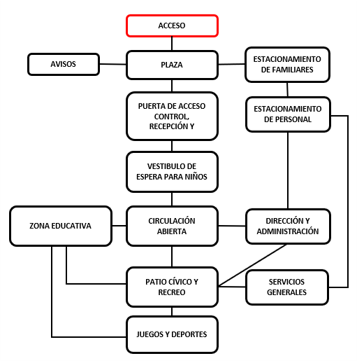 ACCESO
AVISOS
PLAZA
ESTACIONAMIENTO
DE FAMILIARES
PUERTA DE ACCESO
CONTROL,
RECEPCIÓN Y
ESTACIONAMIENTO
DE PERSONAL
VESTIBULO DE
ESPERA PARA NIÑOS
ZONA EDUCATIVA
CIRCULACIÓN
ABIERTA
DIRECCIÓN Y
ADMINISTRACIÓN
PATIO CÍVICO Y
RECREO
SERVICIOS
GENERALES
JUEGOS Y DEPORTES